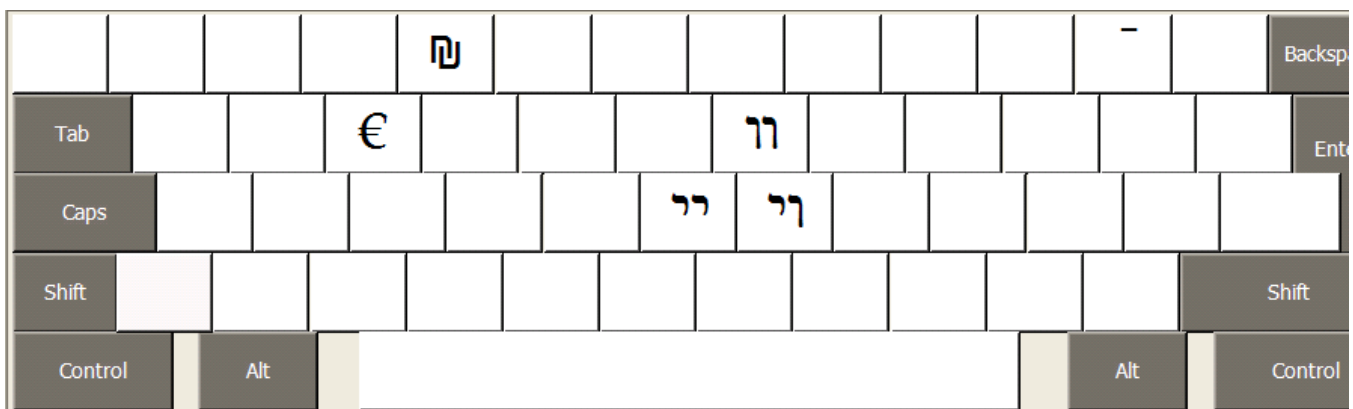 ₪ ֿ Backspa
Tab € װ Ente
Caps ײ ױ
Shift Shift
Control Alt Alt Control